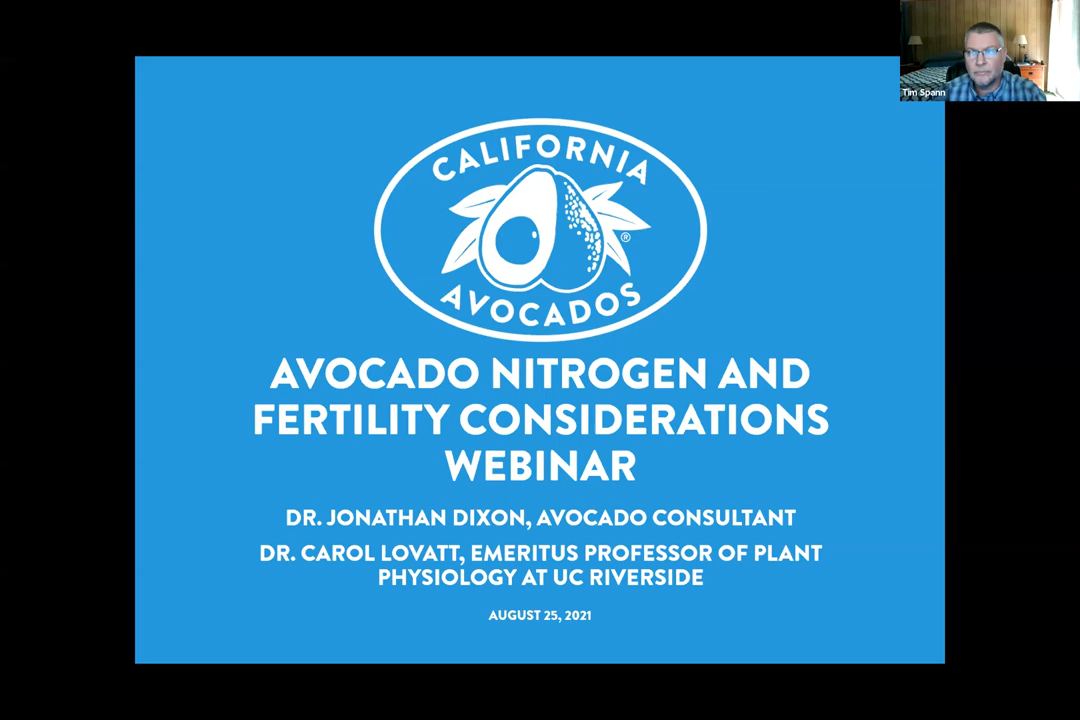 Tim Spann
CALIFORNIA
®
AVOCADOS
AVOCADO NITROGEN AND
FERTILITY CONSIDERATIONS
WEBINAR
DR. JONATHAN DIXON, AVOCADO CONSULTANT
DR. CAROL LOVATT, EMERITUS PROFESSOR OF PLANT
PHYSIOLOGY AT UC RIVERSIDE
AUGUST 25, 2021